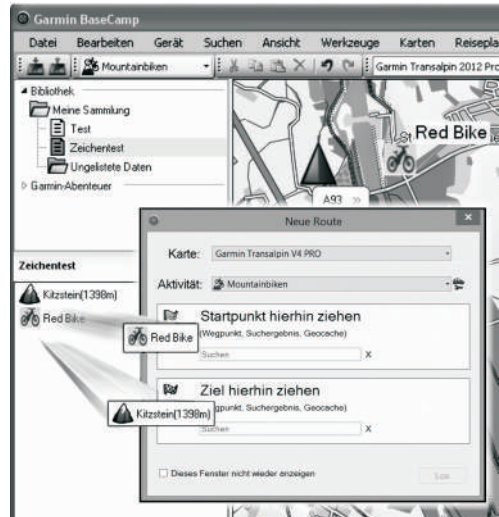 Garmin BaseCamp
Datei Bearbeiten Gerät Suchen Ansicht Werkzeuge Karten Reisepla
Mountainbiken Garmin Transalpin 2012 Pro
Bibliothek
Meine Sammlung
Test
Zeichentest
Ungelistete Daten
Garmin-Abenteuer
Red Bike
A93
Neue Route
Karte: Garmin Transalpin V4 PRO
Aktivität: Mountainbiken
Zeichentest
Kitzstein(1398m)
Red Bike
Startpunkt hierhin ziehen
(Wegpunkt, Suchergebnis, Geocache)
Red Bike
Suchen X
Ziel hierhin ziehen
gpunkt, Suchergebnis, Geocache)
Kitzstein(1398m)
Suchen X
Dieses Fenster nicht wieder anzeigen
Los